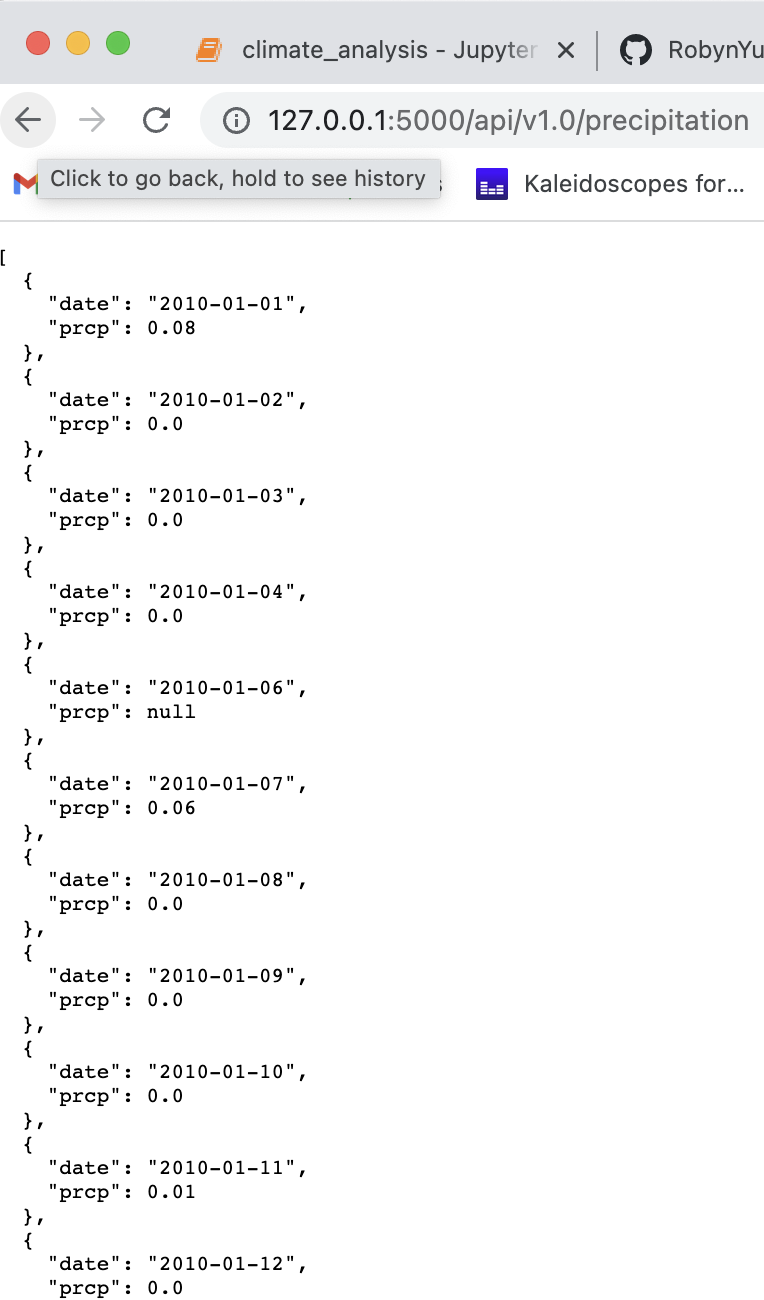 climate_analysis - Jupyter
RobynYu
127.0.0.1:5000/api/v1.0/precipitation
Click to go back, hold to see history
Kaleidoscopes for...
[
{
"date": "2010-01-01",
"prcp": 0.08
},
{
"date": "2010-01-02",
"prcp": 0.0
},
{
"date": "2010-01-03",
"prcp": 0.0
},
{
"date": "2010-01-04",
"prcp": 0.0
},
{
"date": "2010-01-06",
"prcp": null
},
{
"date": "2010-01-07",
"prcp": 0.06
},
{
"date": "2010-01-08",
"prcp": 0.0
},
{
"date": "2010-01-09",
"prcp": 0.0
},
{
"date": "2010-01-10",
"prcp": 0.0
},
{
"date": "2010-01-11",
"prcp": 0.01
},
{
"date": "2010-01-12",
"prcp": 0.0